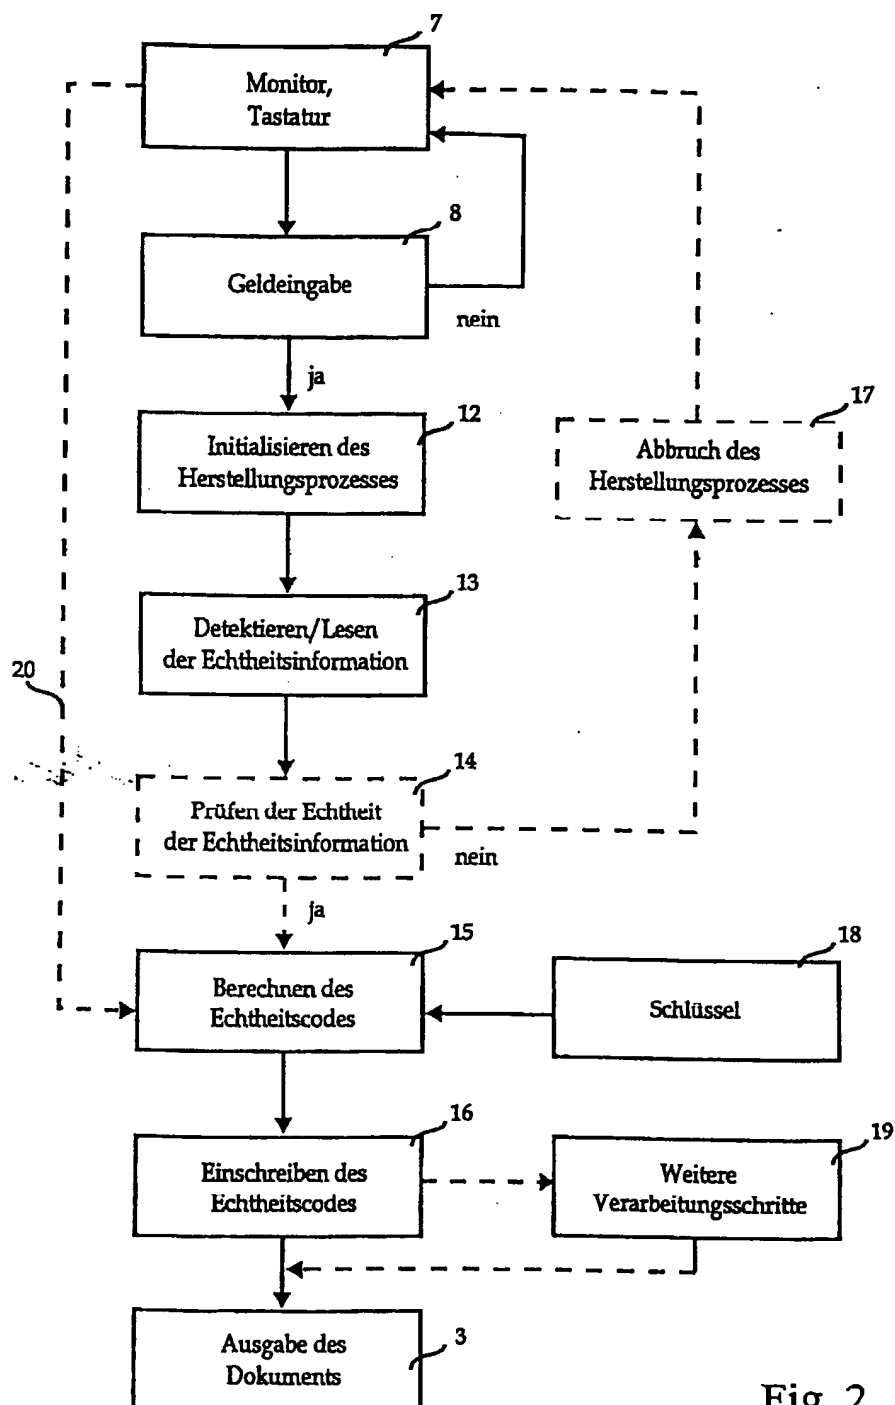 7
Monitor,
Tastatur
8
Geldeingabe
nein
ja
12
Initialisieren des
Herstellungsprozesses
17
Abbruch des
Herstellungsprozesses
13
Detektieren/Lesen
der Echtheitsinformation
20
14
Prüfen der Echtheit
der Echtheitsinformation
nein
ja
15
Berechnen des
Echtheitscodes
18
Schlüssel
16
Einschreiben des
Echtheitscodes
19
Weitere
Verarbeitungsschritte
3
Ausgabe des
Dokuments
Fig. 2